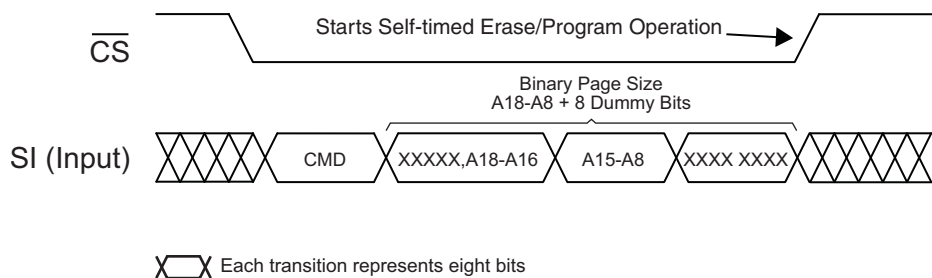 Starts Self-timed Erase/Program Operation
CS
Binary Page Size
A18-A8 + 8 Dummy Bits
SI (Input)
CMD
XXXXX,A18-A16
A15-A8
XXXX XXXX
Each transition represents eight bits